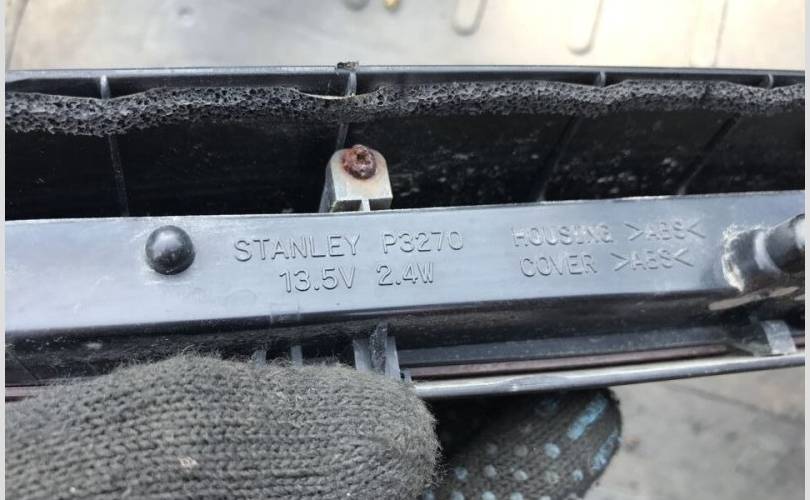 STANLEY P3270
13.5V 2.4W
HOUSING >ABS<
COVER >ABS<